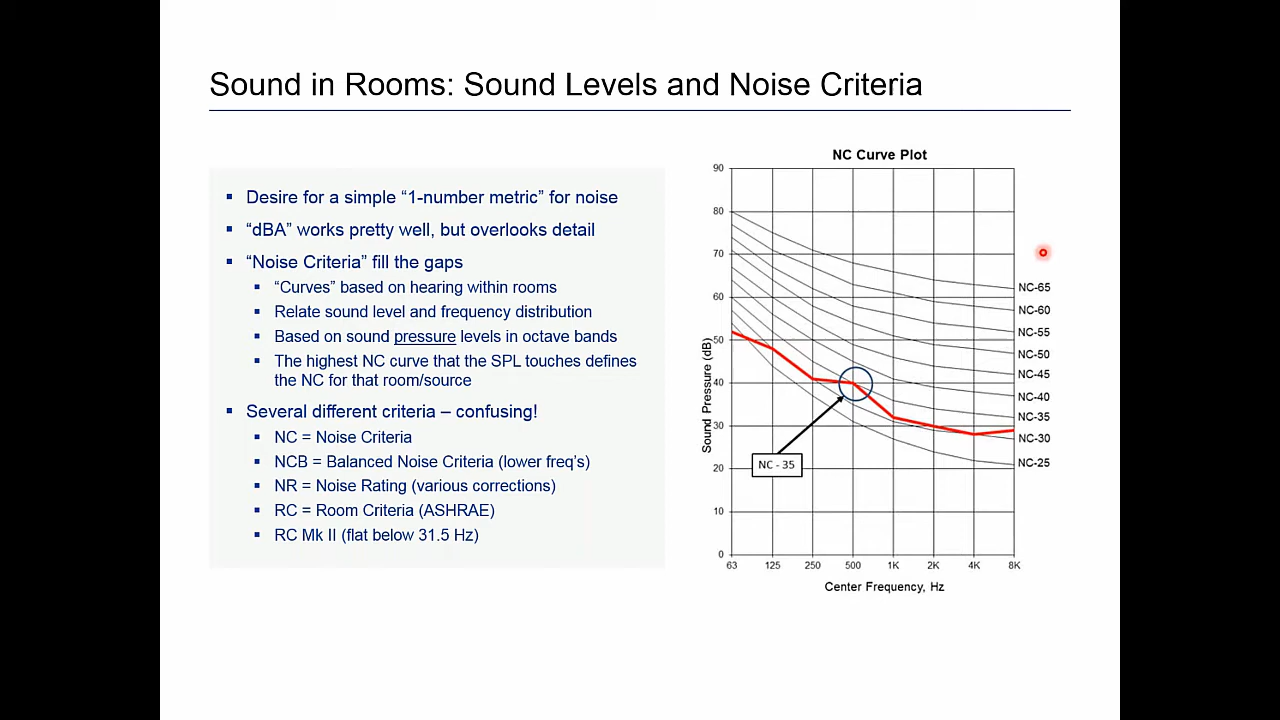 Sound in Rooms: Sound Levels and Noise Criteria
Desire for a simple “1-number metric” for noise
“dBA” works pretty well, but overlooks detail
“Noise Criteria” fill the gaps
“Curves” based on hearing within rooms
Relate sound level and frequency distribution
Based on sound pressure levels in octave bands
The highest NC curve that the SPL touches defines
the NC for that room/source
Several different criteria – confusing!
NC = Noise Criteria
NCB = Balanced Noise Criteria (lower freq’s)
NR = Noise Rating (various corrections)
RC = Room Criteria (ASHRAE)
RC Mk II (flat below 31.5 Hz)
NC Curve Plot
Sound Pressure (dB)
90
80
70
60
50
40
30
20
10
0
NC-65
NC-60
NC-55
NC-50
NC-45
NC-40
NC-35
NC-30
NC-25
NC - 35
63 125 250 500 1K 2K 4K 8K
Center Frequency, Hz